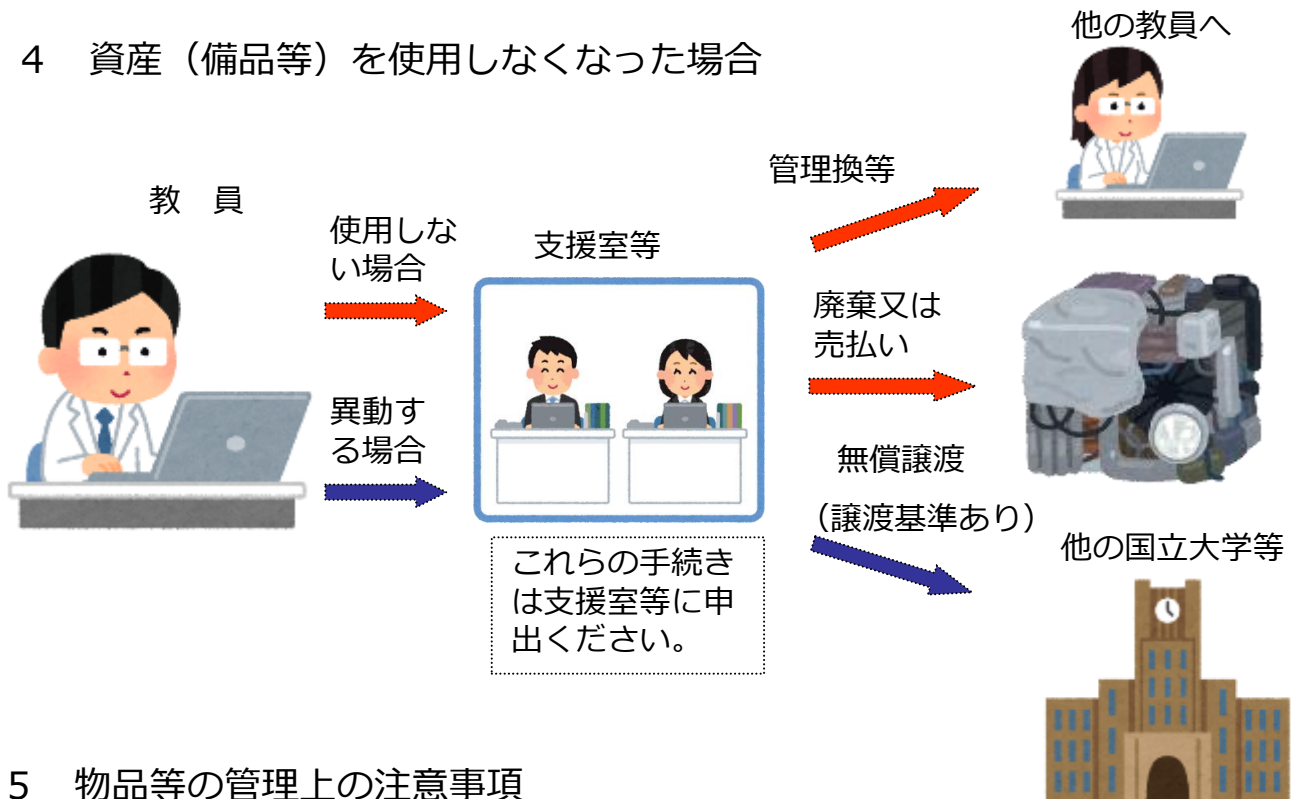 4　資産（備品等）を使用しなくなった場合
他の教員へ
教　員
使用しな
い場合
異動す
る場合
支援室等
これらの手続き
は支援室等に申
出ください。
管理換等
廃棄又は
売払い
無償譲渡
（譲渡基準あり）
他の国立大学等
5　物品等の管理上の注意事項